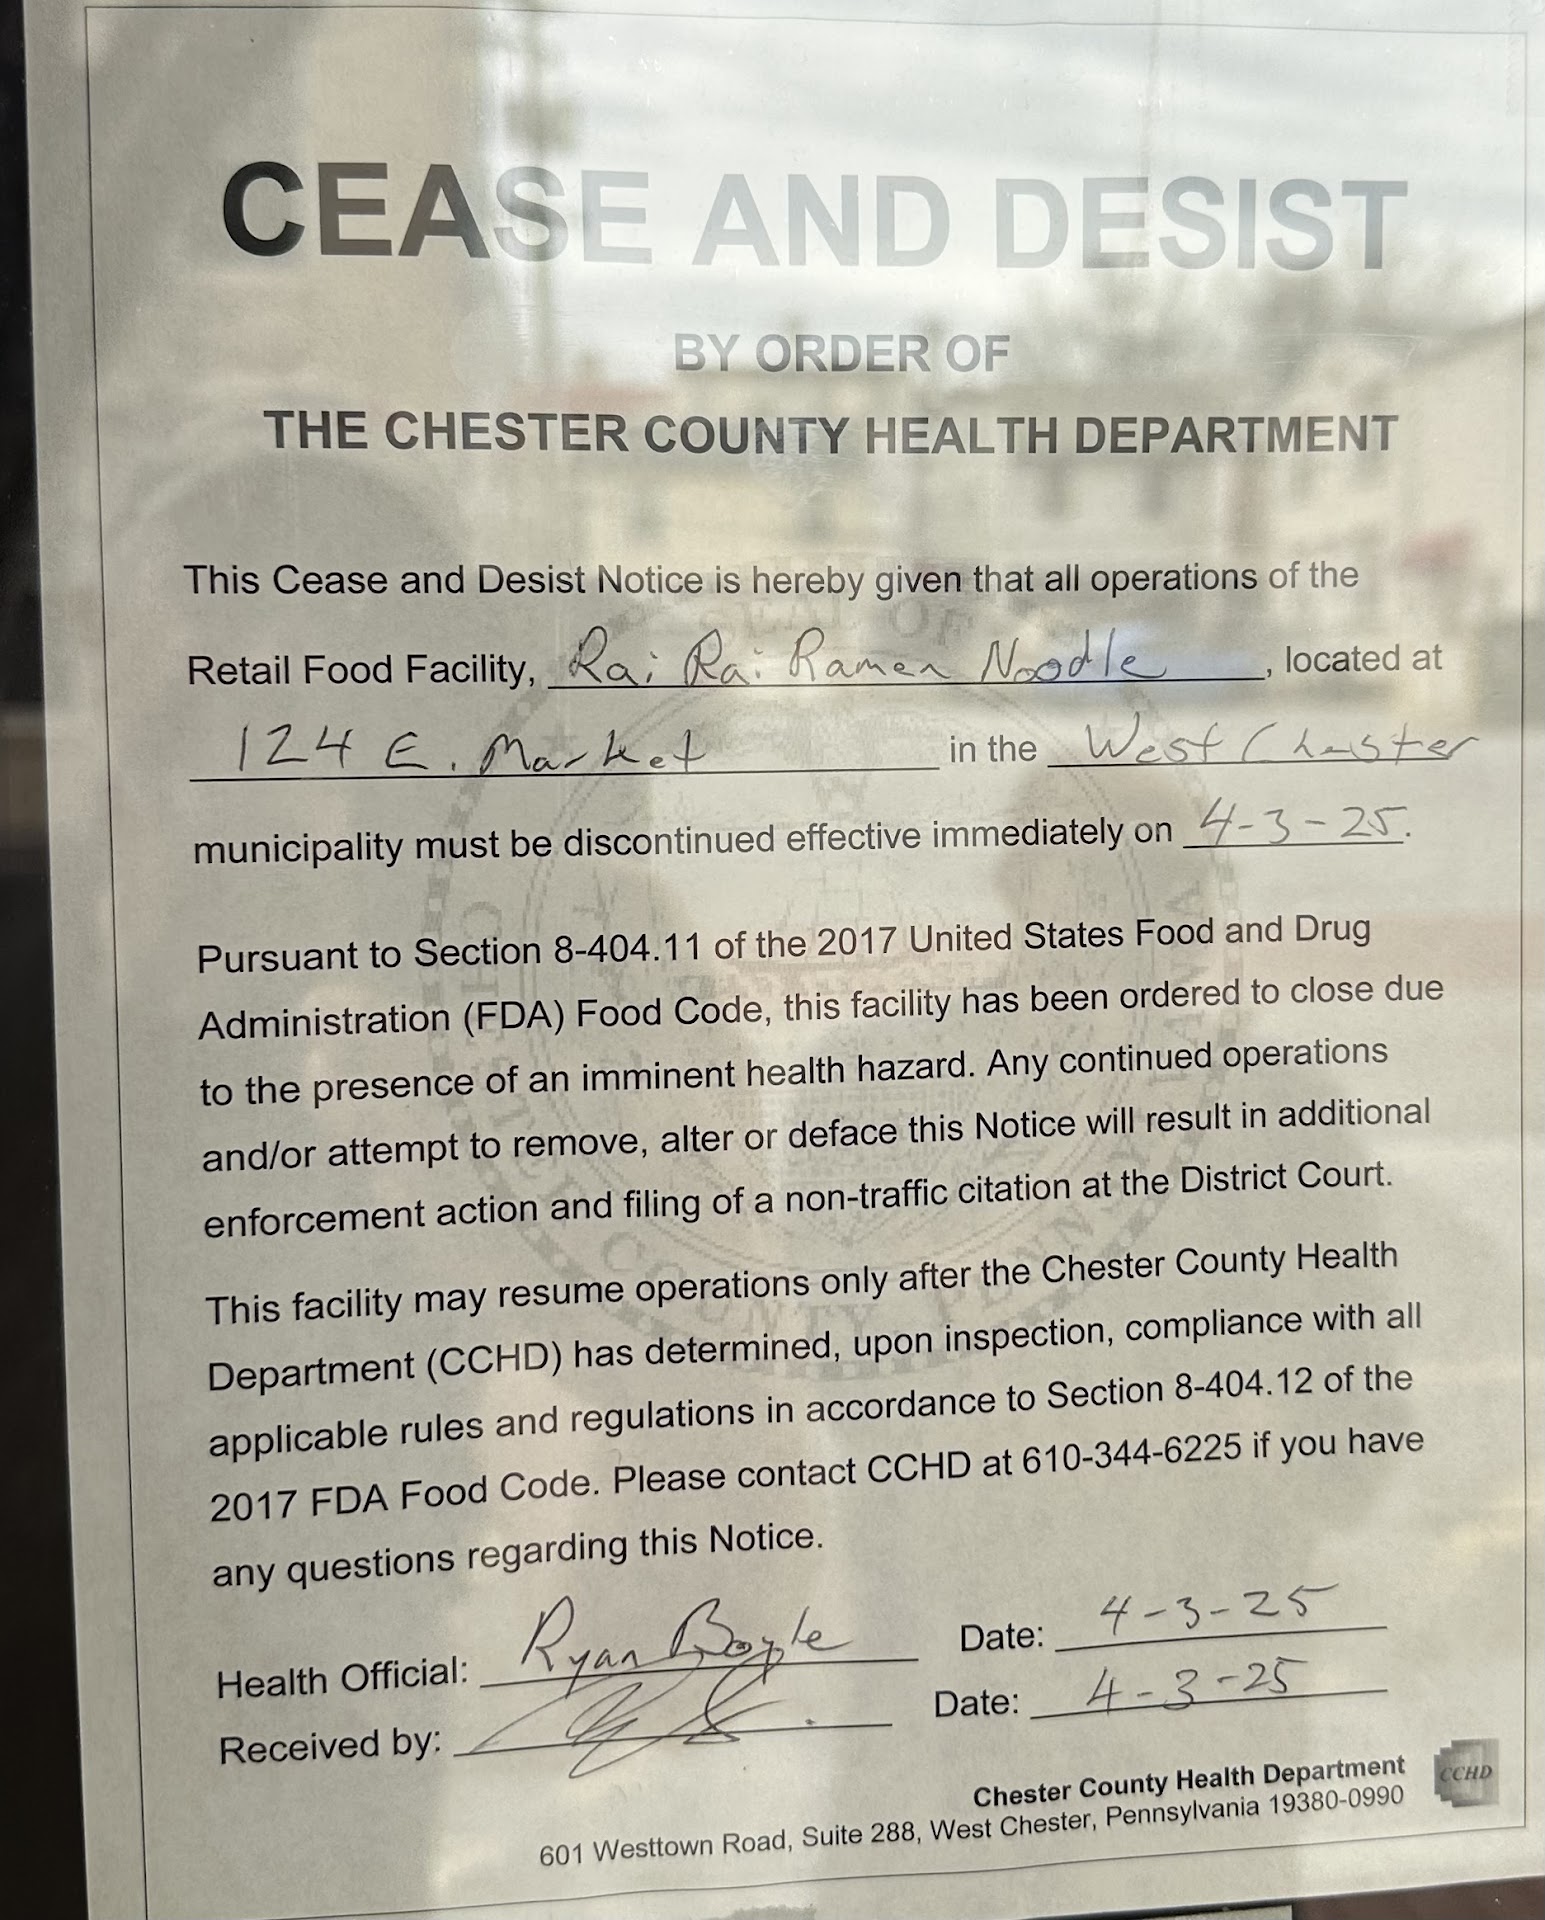 CEASE AND DESIST
BY ORDER OF
THE CHESTER COUNTY HEALTH DEPARTMENT
This Cease and Desist Notice is hereby given that all operations of the
Retail Food Facility, Rai Rai Ramen Noodle, located at
124 E. Market in the West Chester
municipality must be discontinued effective immediately on 4-3-25.
Pursuant to Section 8-404.11 of the 2017 United States Food and Drug
Administration (FDA) Food Code, this facility has been ordered to close due
to the presence of an imminent health hazard. Any continued operations
and/or attempt to remove, alter or deface this Notice will result in additional
enforcement action and filing of a non-traffic citation at the District Court.
This facility may resume operations only after the Chester County Health
Department (CCHD) has determined, upon inspection, compliance with all
applicable rules and regulations in accordance to Section 8-404.12 of the
2017 FDA Food Code. Please contact CCHD at 610-344-6225 if you have
any questions regarding this Notice.
Health Official: Ryan Boyle Date: 4-3-25
Received by: Date: 4-3-25
Chester County Health Department
601 Westtown Road, Suite 288, West Chester, Pennsylvania 19380-0990
CCHD